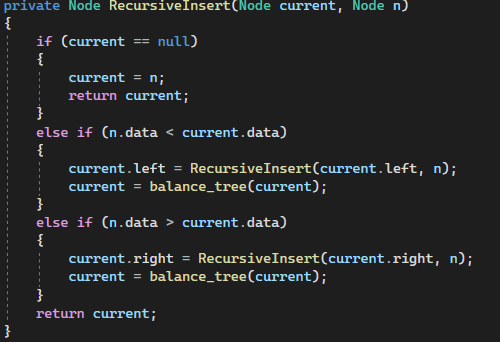 private Node RecursiveInsert(Node current, Node n)
{
    if (current == null)
    {
        current = n;
        return current;
    }
    else if (n.data < current.data)
    {
        current.left = RecursiveInsert(current.left, n);
        current = balance_tree(current);
    }
    else if (n.data > current.data)
    {
        current.right = RecursiveInsert(current.right, n);
        current = balance_tree(current);
    }
    return current;
}